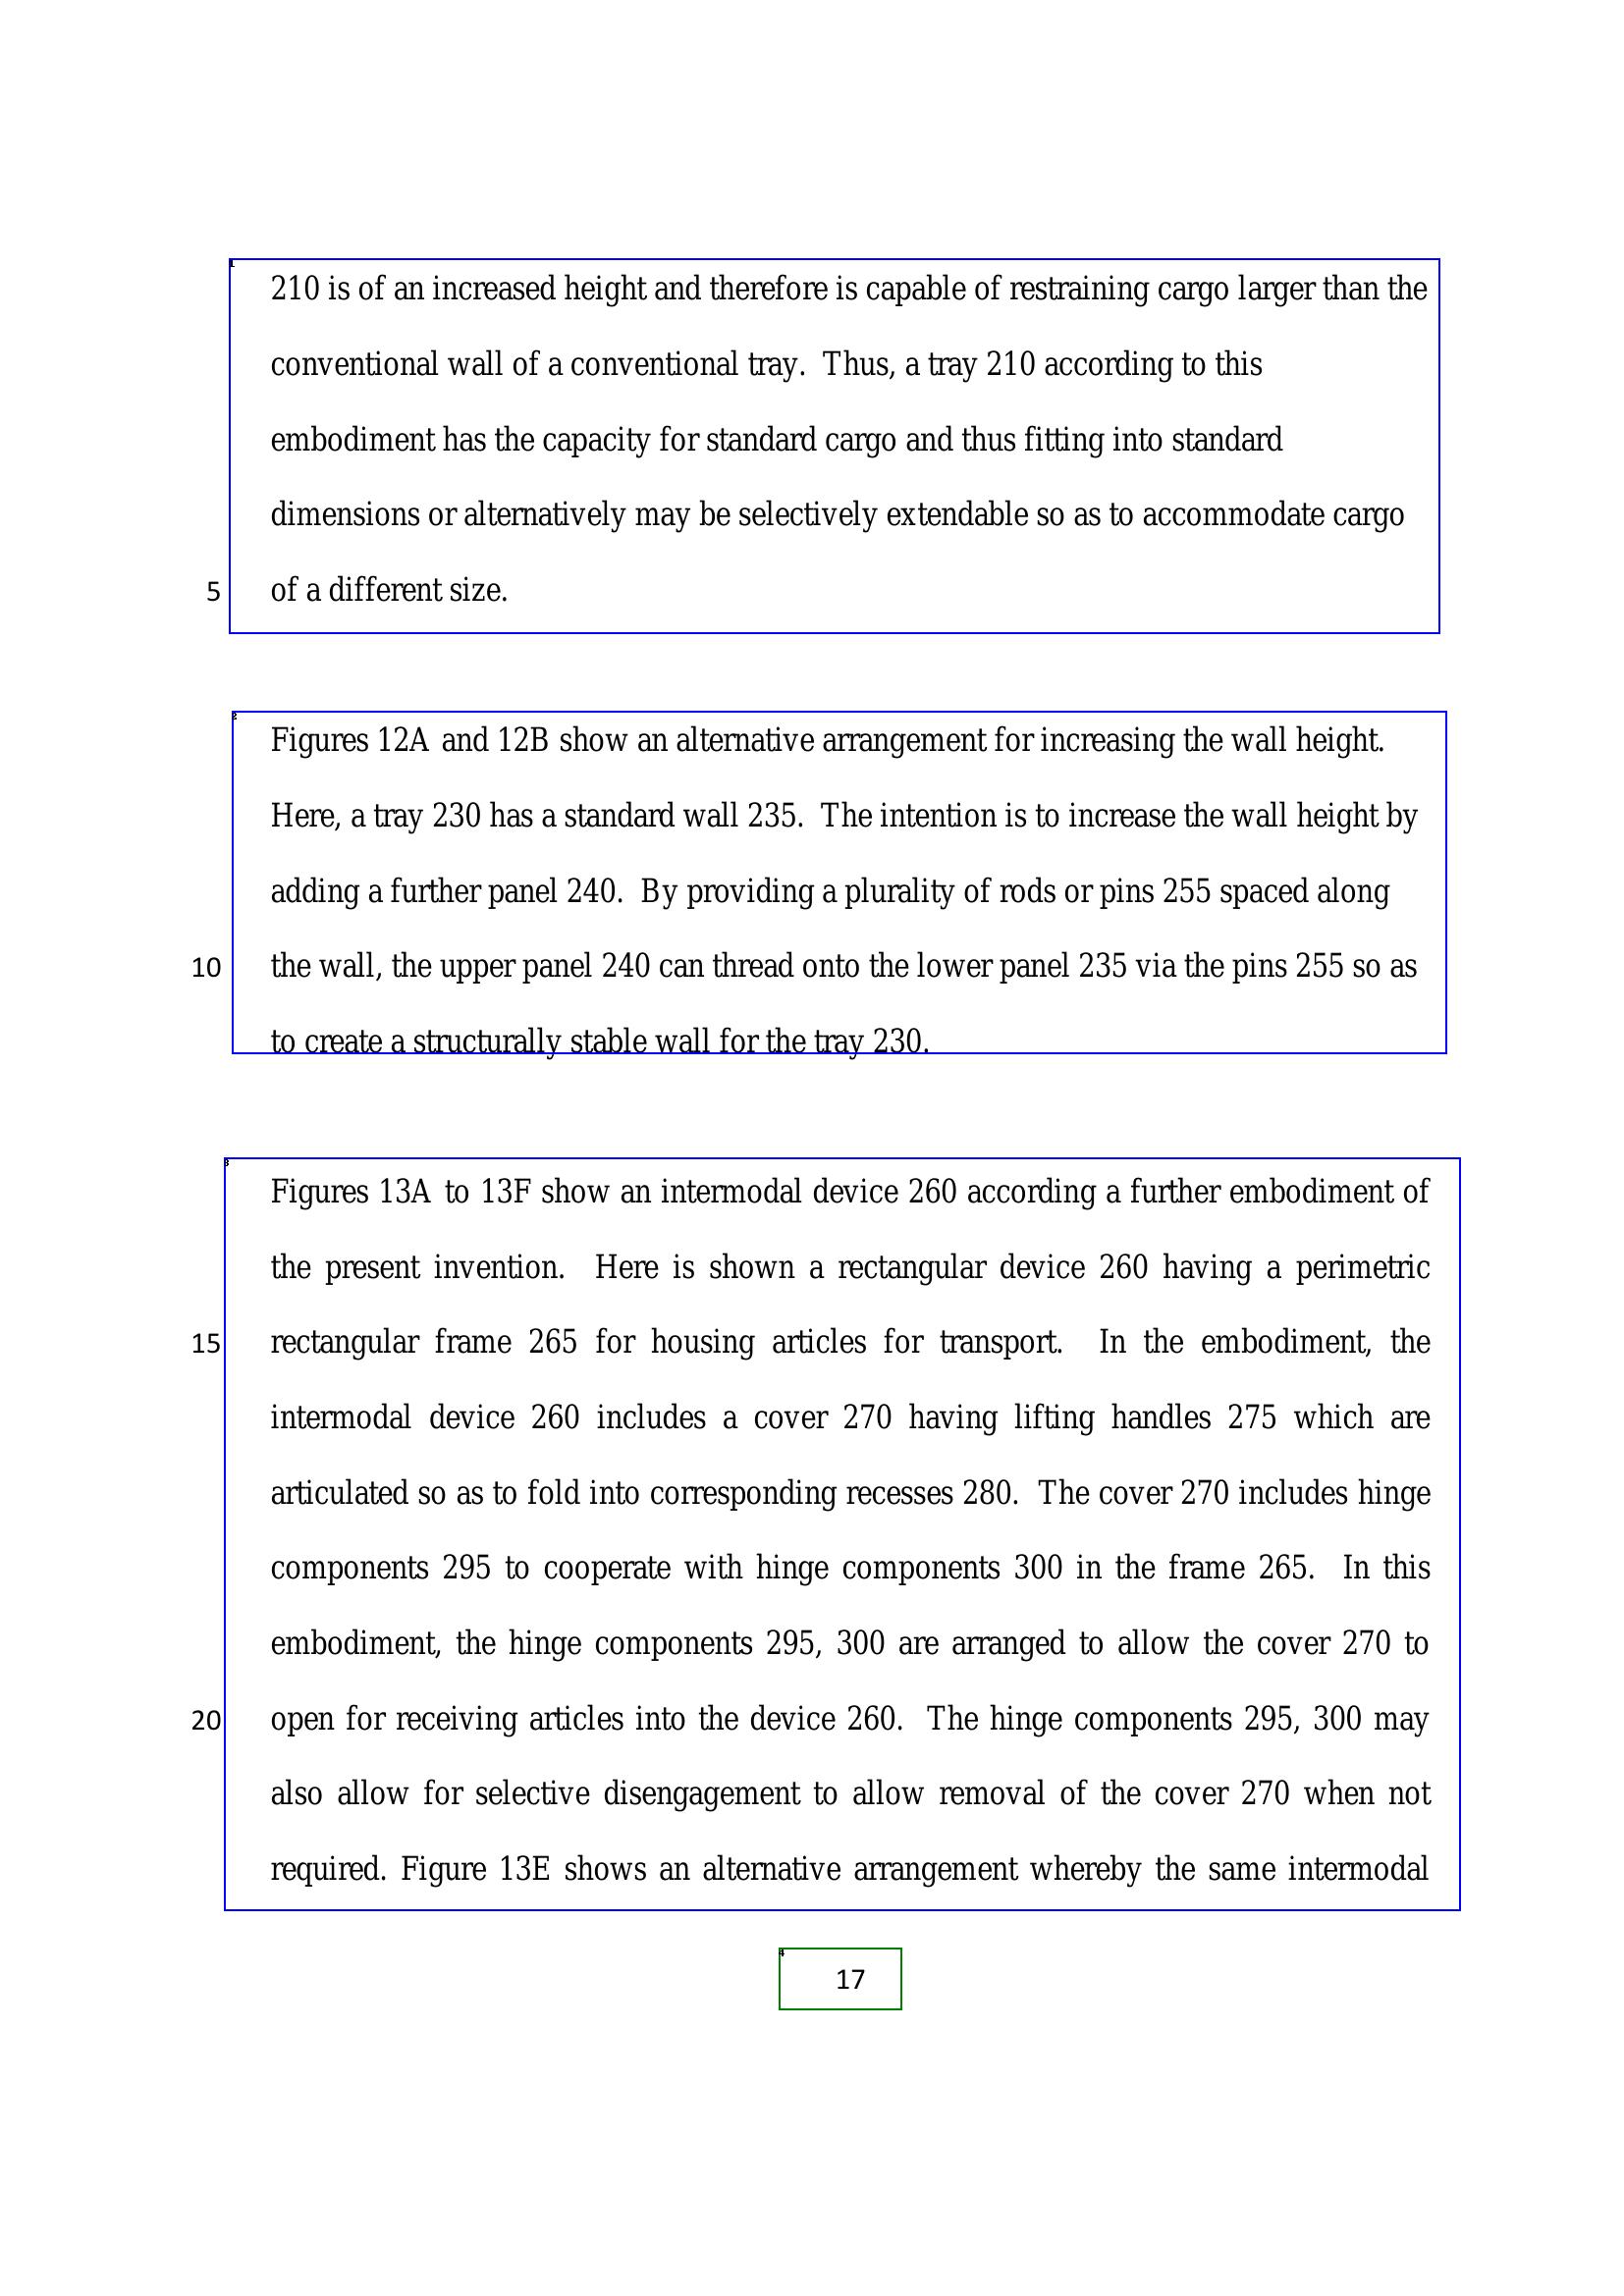 210 is of an increased height and therefore is capable of restraining cargo larger than the
conventional wall of a conventional tray.  Thus, a tray 210 according to this
embodiment has the capacity for standard cargo and thus fitting into standard
dimensions or alternatively may be selectively extendable so as to accommodate cargo
5 of a different size.
Figures 12A and 12B show an alternative arrangement for increasing the wall height.
Here, a tray 230 has a standard wall 235.  The intention is to increase the wall height by
adding a further panel 240.  By providing a plurality of rods or pins 255 spaced along
10 the wall, the upper panel 240 can thread onto the lower panel 235 via the pins 255 so as
to create a structurally stable wall for the tray 230.
Figures 13A to 13F show an intermodal device 260 according a further embodiment of
the present invention.  Here is shown a rectangular device 260 having a perimetric
15 rectangular frame 265 for housing articles for transport.  In the embodiment, the
intermodal device 260 includes a cover 270 having lifting handles 275 which are
articulated so as to fold into corresponding recesses 280.  The cover 270 includes hinge
components 295 to cooperate with hinge components 300 in the frame 265.  In this
embodiment, the hinge components 295, 300 are arranged to allow the cover 270 to
20 open for receiving articles into the device 260.  The hinge components 295, 300 may
also allow for selective disengagement to allow removal of the cover 270 when not
required. Figure 13E shows an alternative arrangement whereby the same intermodal
17